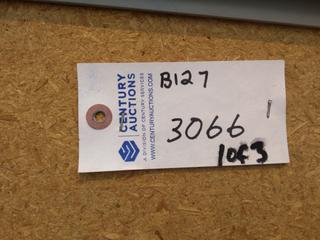 CENTURY
AUCTIONS
A DIVISION OF CENTURY SERVICES
WWW.CENTURYAUCTIONS.COM
B127
3066
1 of 3